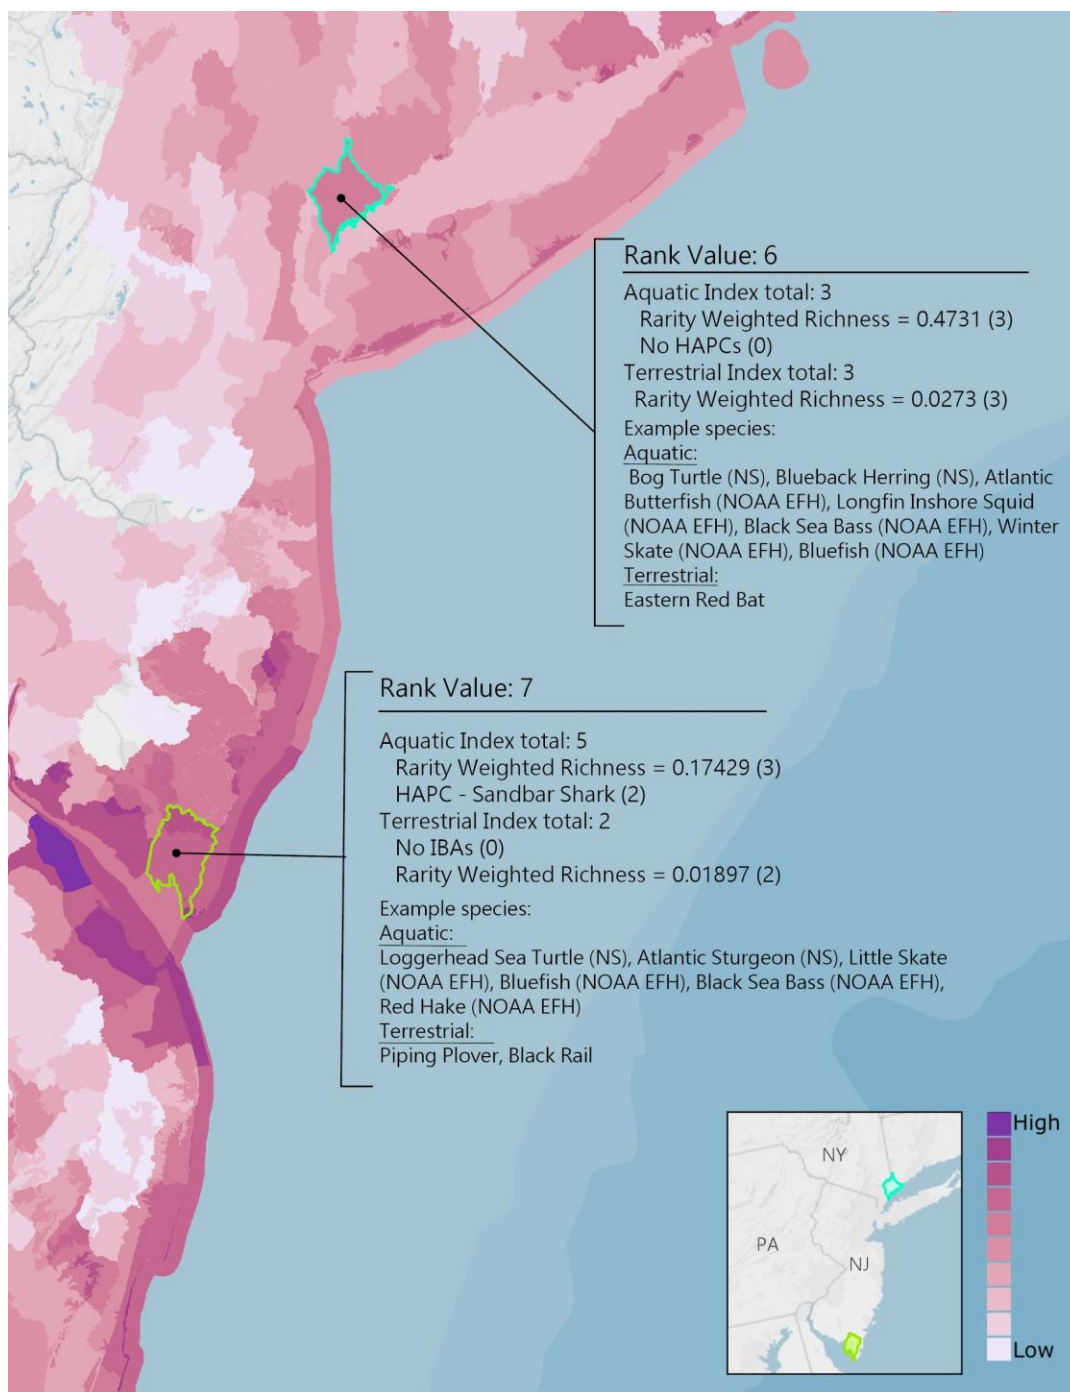 Rank Value: 6
Aquatic Index total: 3
Rarity Weighted Richness = 0.4731 (3)
No HAPCs (0)
Terrestrial Index total: 3
Rarity Weighted Richness = 0.0273 (3)
Example species:
Aquatic:
Bog Turtle (NS), Blueback Herring (NS), Atlantic
Butterfish (NOAA EFH), Longfin Inshore Squid
(NOAA EFH), Black Sea Bass (NOAA EFH), Winter
Skate (NOAA EFH), Bluefish (NOAA EFH)
Terrestrial:
Eastern Red Bat
Rank Value: 7
Aquatic Index total: 5
Rarity Weighted Richness = 0.17429 (3)
HAPC - Sandbar Shark (2)
Terrestrial Index total: 2
No IBAs (0)
Rarity Weighted Richness = 0.01897 (2)
Example species:
Aquatic:
Loggerhead Sea Turtle (NS), Atlantic Sturgeon (NS), Little Skate
(NOAA EFH), Bluefish (NOAA EFH), Black Sea Bass (NOAA EFH),
Red Hake (NOAA EFH)
Terrestrial:
Piping Plover, Black Rail
NY
PA
NJ
High
Low